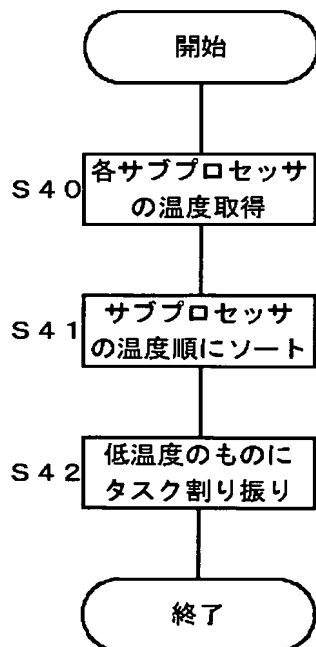 開始
S40
各サブプロセッサ
の温度取得
S41
サブプロセッサ
の温度順にソート
S42
低温度のものに
タスク割り振り
終了